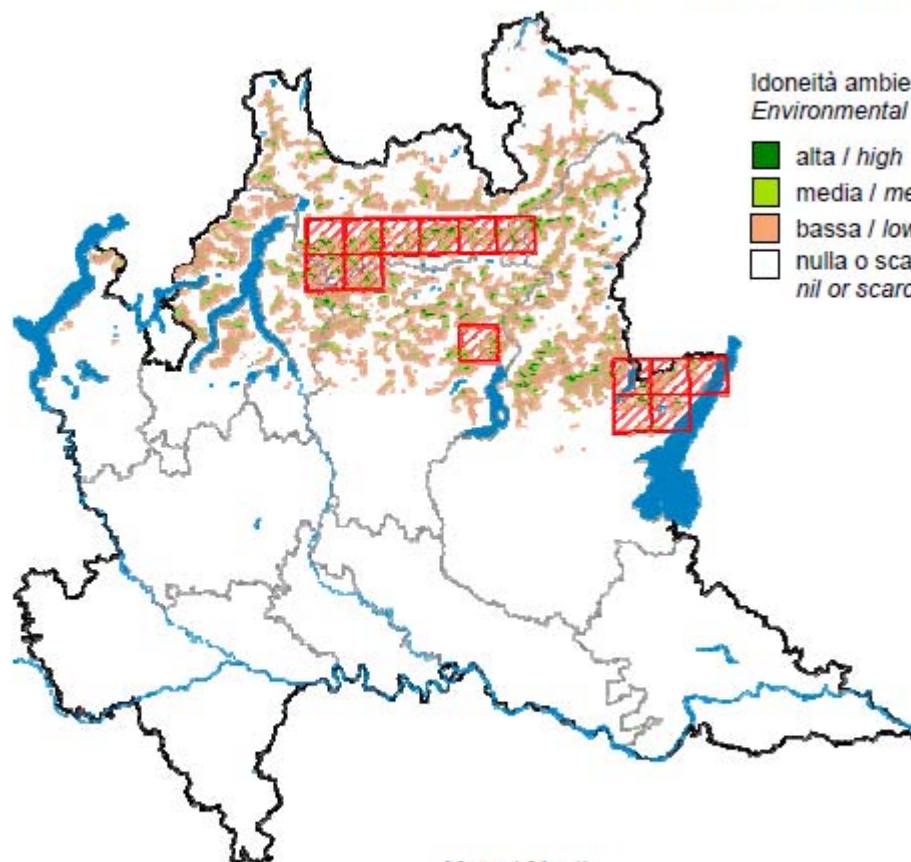 Idoneità ambie
Environmental
alta / high
media / me
bassa / low
nulla o sca
nil or scarc